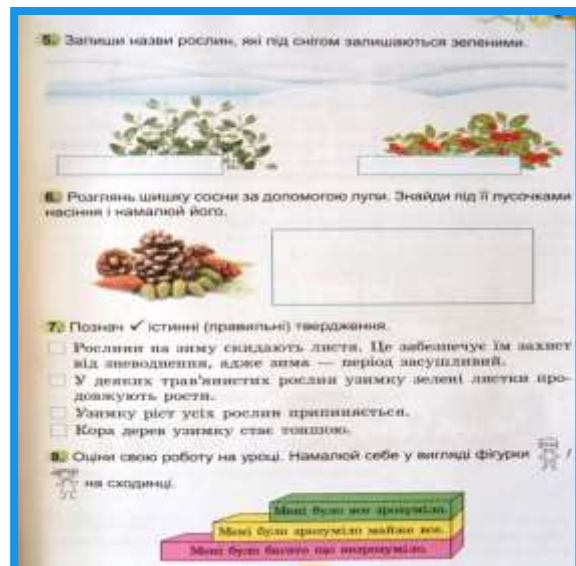 5. Запиши назви рослин, які під снігом залишаються зеленими.
6. Розглянь шишку сосни за допомогою лупи. Знайди під її лусочками
насіння і намалюй його.
7. Познач ✓ істинні (правильні) твердження.
Рослини на зиму скидають листя. Це забезпечує їм захист
від зневоднення, адже зима — період засушливий.
У деяких трав'янистих рослин узимку зелені листки про-
довжують рости.
Узимку ріст усіх рослин припиняється.
Кора дерев узимку стає товщою.
8. Оціни свою роботу на уроці. Намалюй себе у вигляді фігурки /
на сходинці.
Мені було все зрозуміло.
Мені було зрозуміло майже все.
Мені було багато що незрозуміло.